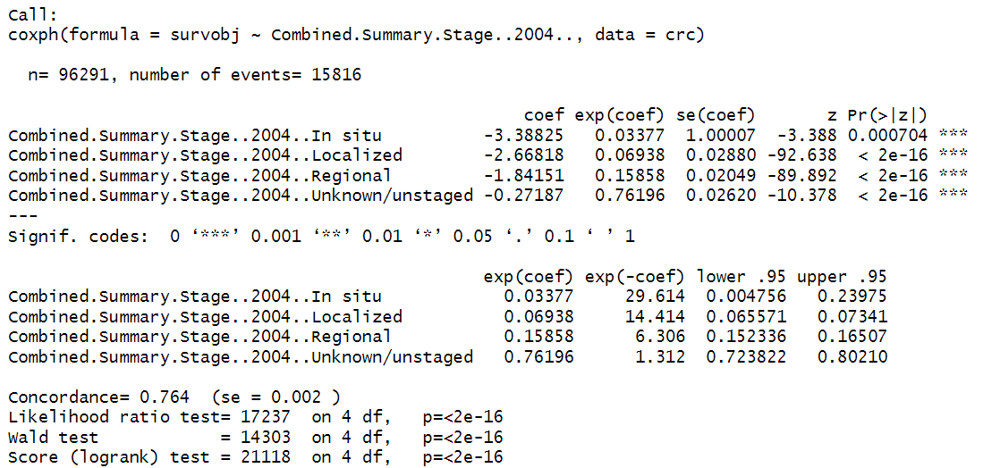 Call:
coxph(formula = survobj ~ Combined.Summary.Stage..2004.., data = crc)
n= 96291, number of events= 15816
coef exp(coef) se(coef) z Pr(>|z|)
Combined.Summary.Stage..2004..In situ -3.38825 0.03377 1.00007 -3.388 0.000704 ***
Combined.Summary.Stage..2004..Localized -2.66818 0.06938 0.02880 -92.638 < 2e-16 ***
Combined.Summary.Stage..2004..Regional -1.84151 0.15858 0.02049 -89.892 < 2e-16 ***
Combined.Summary.Stage..2004..Unknown/unstaged -0.27187 0.76196 0.02620 -10.378 < 2e-16 ***
---
Signif. codes: 0 ‘***’ 0.001 ‘**’ 0.01 ‘*’ 0.05 ‘.’ 0.1 ‘ ’ 1
exp(coef) exp(-coef) lower .95 upper .95
Combined.Summary.Stage..2004..In situ 0.03377 29.614 0.004756 0.23975
Combined.Summary.Stage..2004..Localized 0.06938 14.414 0.065571 0.07341
Combined.Summary.Stage..2004..Regional 0.15858 6.306 0.152336 0.16507
Combined.Summary.Stage..2004..Unknown/unstaged 0.76196 1.312 0.723822 0.80210
Concordance= 0.764 (se = 0.002 )
Likelihood ratio test= 17237 on 4 df, p=<2e-16
Wald test = 14303 on 4 df, p=<2e-16
Score (logrank) test = 21118 on 4 df, p=<2e-16